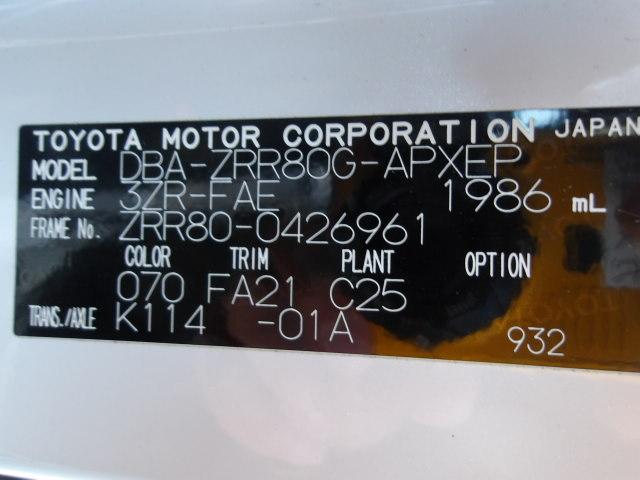 TOYOTA MOTOR CORPORATION JAPAN
MODEL DBA-ZRR80G-APXEP
ENGINE 3ZR-FAE 1986 mL
FRAME No. ZRR80-0426961
COLOR TRIM PLANT OPTION
070 FA21 C25
TRANS./AXLE K114 -01A
932